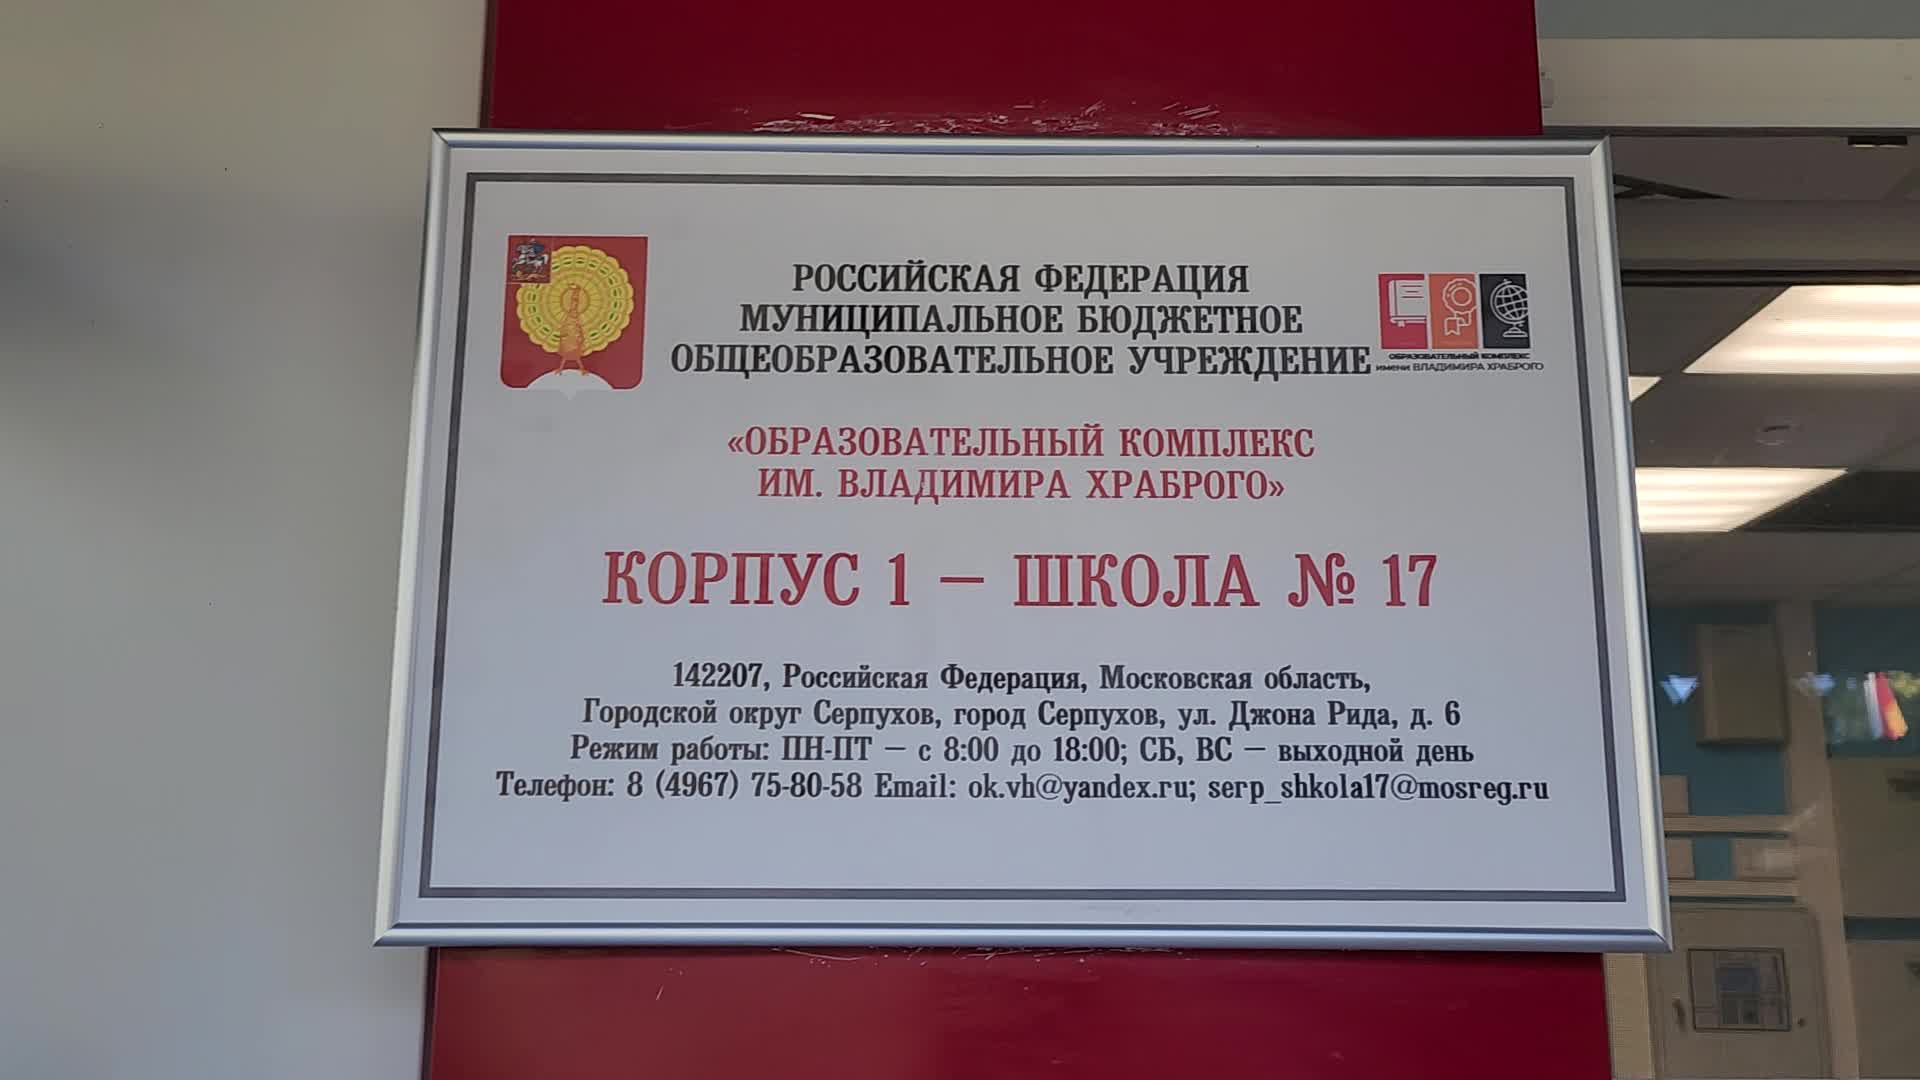 РОССИЙСКАЯ ФЕДЕРАЦИЯ
МУНИЦИПАЛЬНОЕ БЮДЖЕТНОЕ
ОБЩЕОБРАЗОВАТЕЛЬНОЕ УЧРЕЖДЕНИЕ
ОБРАЗОВАТЕЛЬНЫЙ КОМПЛЕКС
имени ВЛАДИМИРА ХРАБРОГО
«ОБРАЗОВАТЕЛЬНЫЙ КОМПЛЕКС
ИМ. ВЛАДИМИРА ХРАБРОГО»
КОРПУС 1 – ШКОЛА № 17
142207, Российская Федерация, Московская область,
Городской округ Серпухов, город Серпухов, ул. Джона Рида, д. 6
Режим работы: ПН-ПТ – с 8:00 до 18:00; СБ, ВС – выходной день
Телефон: 8 (4967) 75-80-58 Email: ok.vh@yandex.ru; serp_shkola17@mosreg.ru